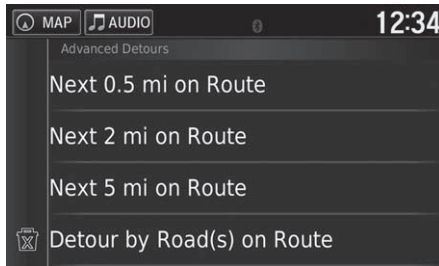 MAP AUDIO 12:34
Advanced Detours
Next 0.5 mi on Route
Next 2 mi on Route
Next 5 mi on Route
Detour by Road(s) on Route